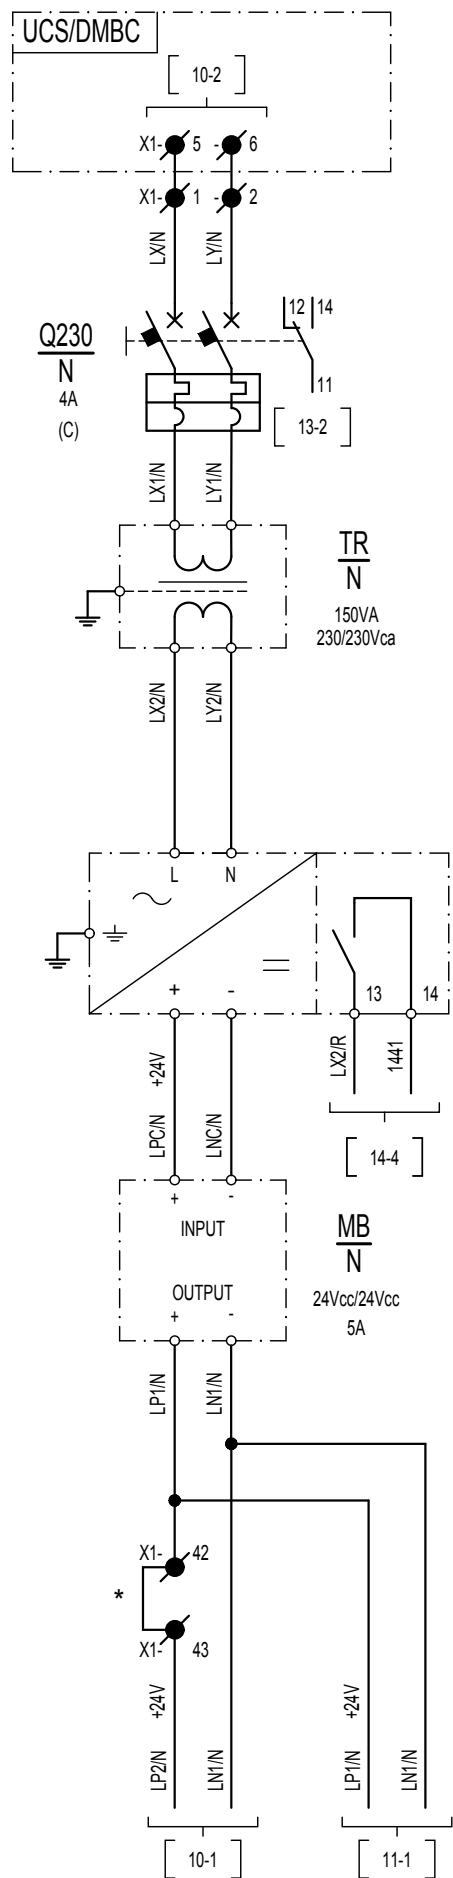 UCS/DMBC
10-2
X1- 5 - 6
X1- 1 - 2
LX/N
LY/N
12 14
Q230
N
4A
(C)
11
13-2
LX1/N
LY1/N
TR
N
150VA
230/230Vca
LX2/N
LY2/N
L N
+ -
13 14
+24V
LPC/N
LNC/N
LX2/R
1441
14-4
+ -
INPUT
MB
N
24Vcc/24Vcc
5A
OUTPUT
+ -
LP1/N
LN1/N
X1- 42
*
X1- 43
+24V
LP2/N
LN1/N
+24V
LP1/N
LN1/N
10-1
11-1